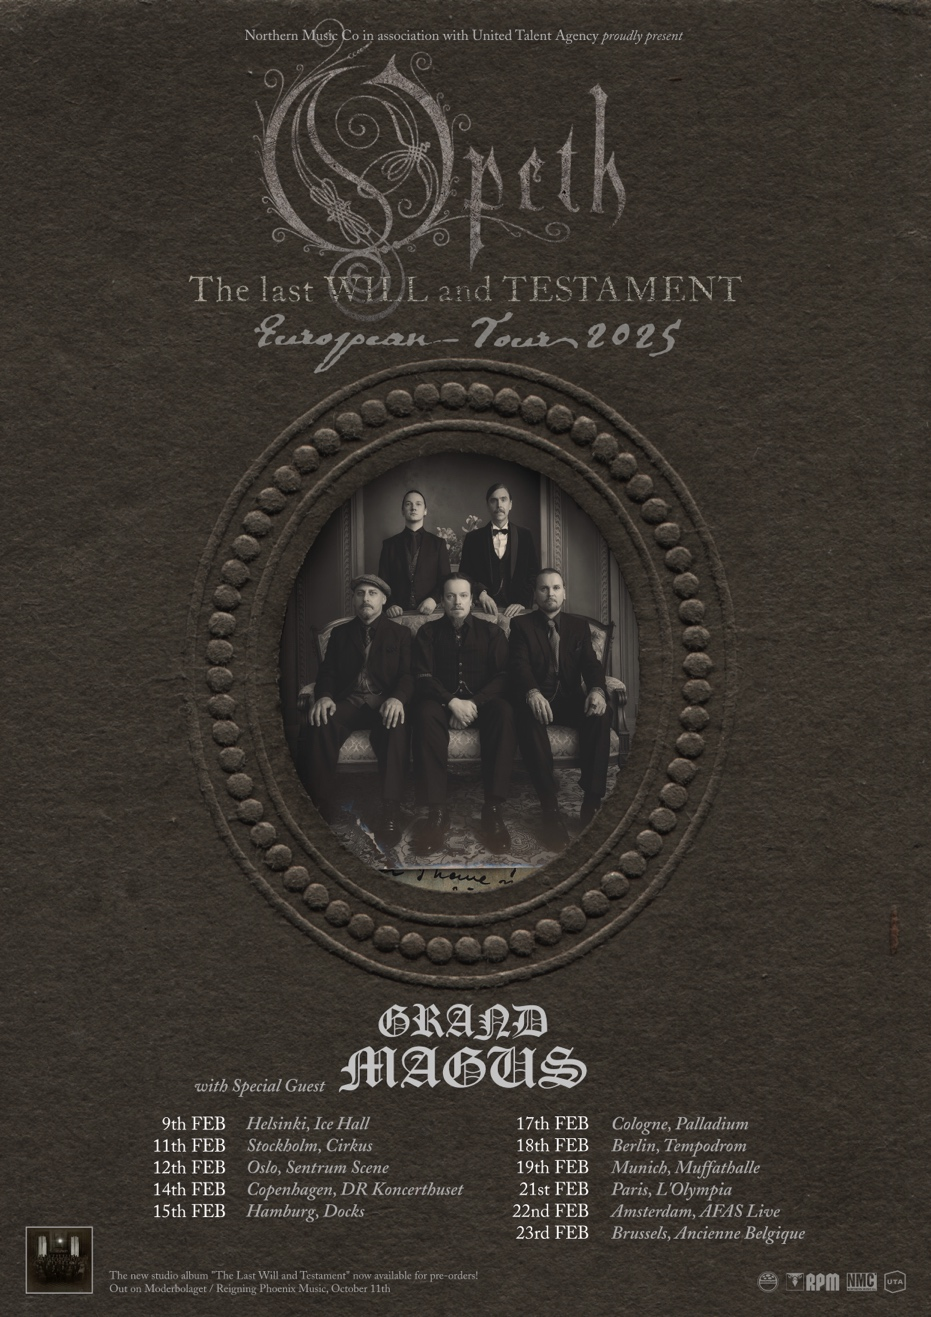 Northern Music Co in association with United Talent Agency proudly present
Opeth
The last WILL and TESTAMENT
European - Tour 2025
with Special Guest
GRAND
MAGUS
9th FEB Helsinki, Ice Hall
11th FEB Stockholm, Cirkus
12th FEB Oslo, Sentrum Scene
14th FEB Copenhagen, DR Koncerthuset
15th FEB Hamburg, Docks
17th FEB Cologne, Palladium
18th FEB Berlin, Tempodrom
19th FEB Munich, Muffathalle
21st FEB Paris, L'Olympia
22nd FEB Amsterdam, AFAS Live
23rd FEB Brussels, Ancienne Belgique
The new studio album "The Last Will and Testament" now available for pre-orders!
Out on Moderbolaget / Reigning Phoenix Music, October 11th
RPM NMC UTA